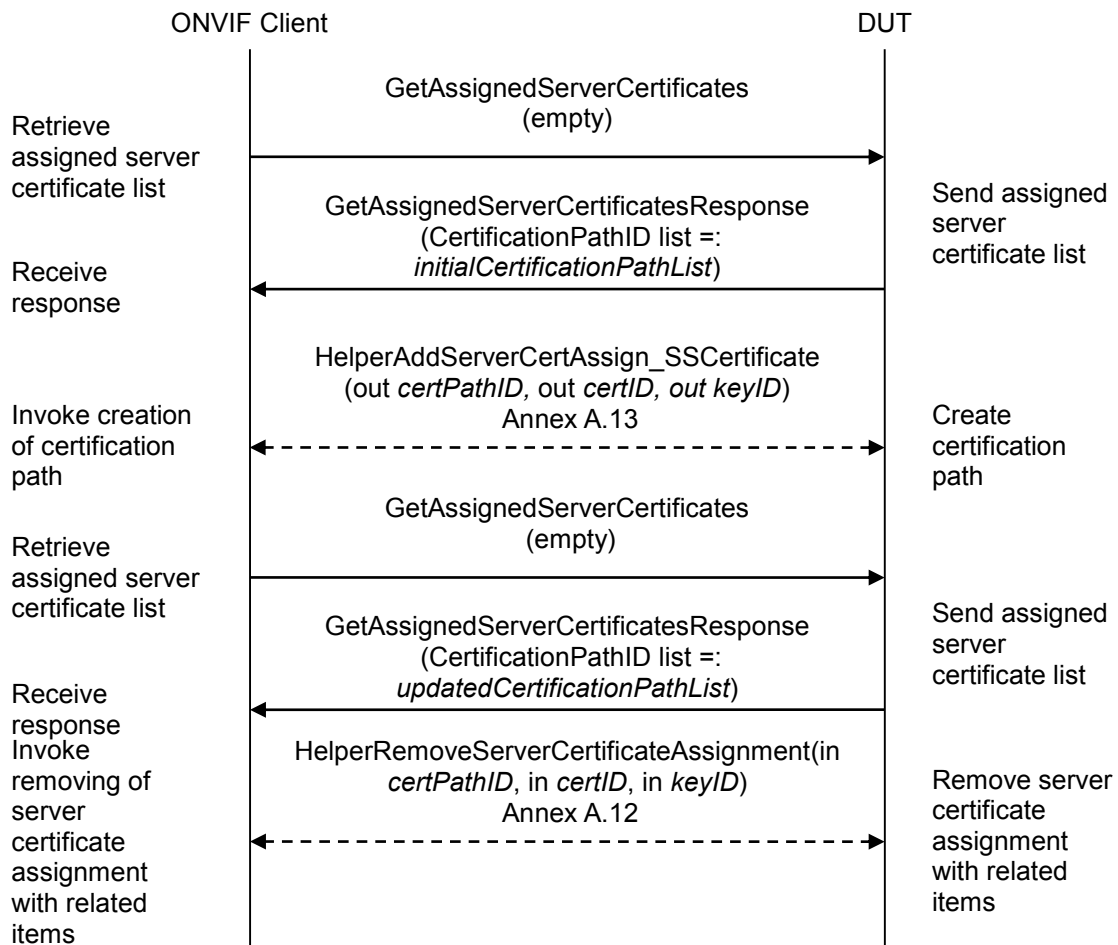 ONVIF Client
DUT
GetAssignedServerCertificates
(empty)
Retrieve
assigned server
certificate list
GetAssignedServerCertificatesResponse
(CertificationPathID list =:
initialCertificationPathList)
Send assigned
server
certificate list
Receive
response
HelperAddServerCertAssign_SSCertificate
(out certPathID, out certID, out keyID)
Annex A.13
Invoke creation
of certification
path
Create
certification
path
GetAssignedServerCertificates
(empty)
Retrieve
assigned server
certificate list
GetAssignedServerCertificatesResponse
(CertificationPathID list =:
updatedCertificationPathList)
Send assigned
server
certificate list
Receive
response
Invoke
removing of
server
certificate
assignment
with related
items
HelperRemoveServerCertificateAssignment(in
certPathID, in certID, in keyID)
Annex A.12
Remove server
certificate
assignment
with related
items